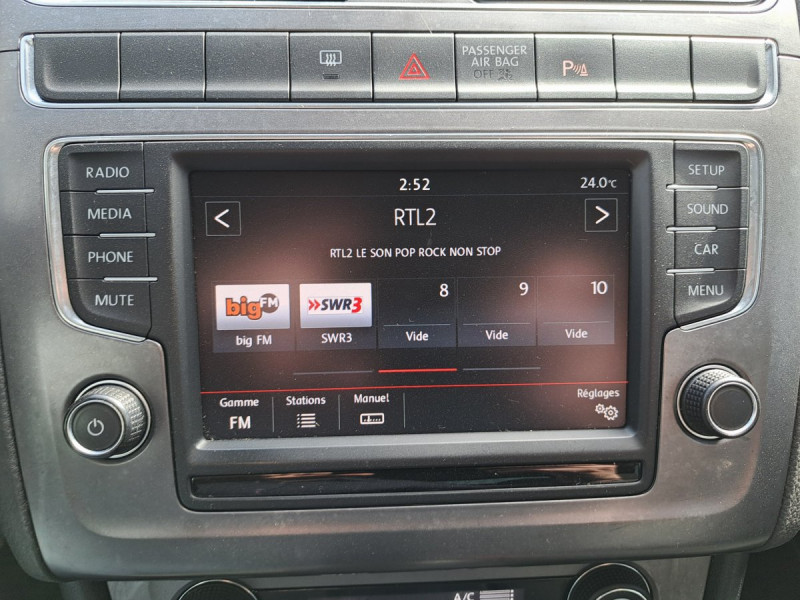 PASSENGER
AIR BAG
OFF
P
RADIO
MEDIA
PHONE
MUTE
SETUP
SOUND
CAR
MENU
2:52
24.0°C
<
RTL2
>
RTL2 LE SON POP ROCK NON STOP
bigFM
SWR3
8
9
10
big FM
SWR3
Vide
Vide
Vide
Gamme
FM
Stations
Manuel
Réglages
A/C